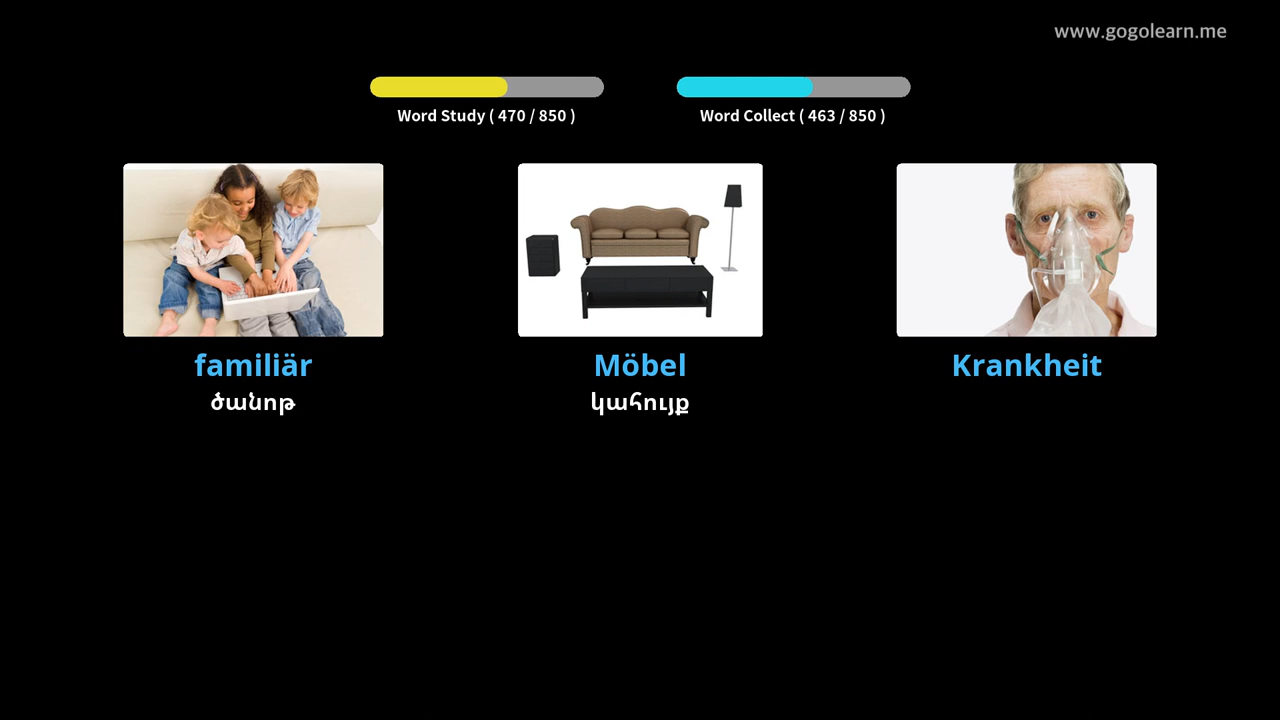 www.gogolearn.me
Word Study ( 470 / 850 )
Word Collect ( 463 / 850 )
familiär
Möbel
Krankheit
ծանոթ
կահույք